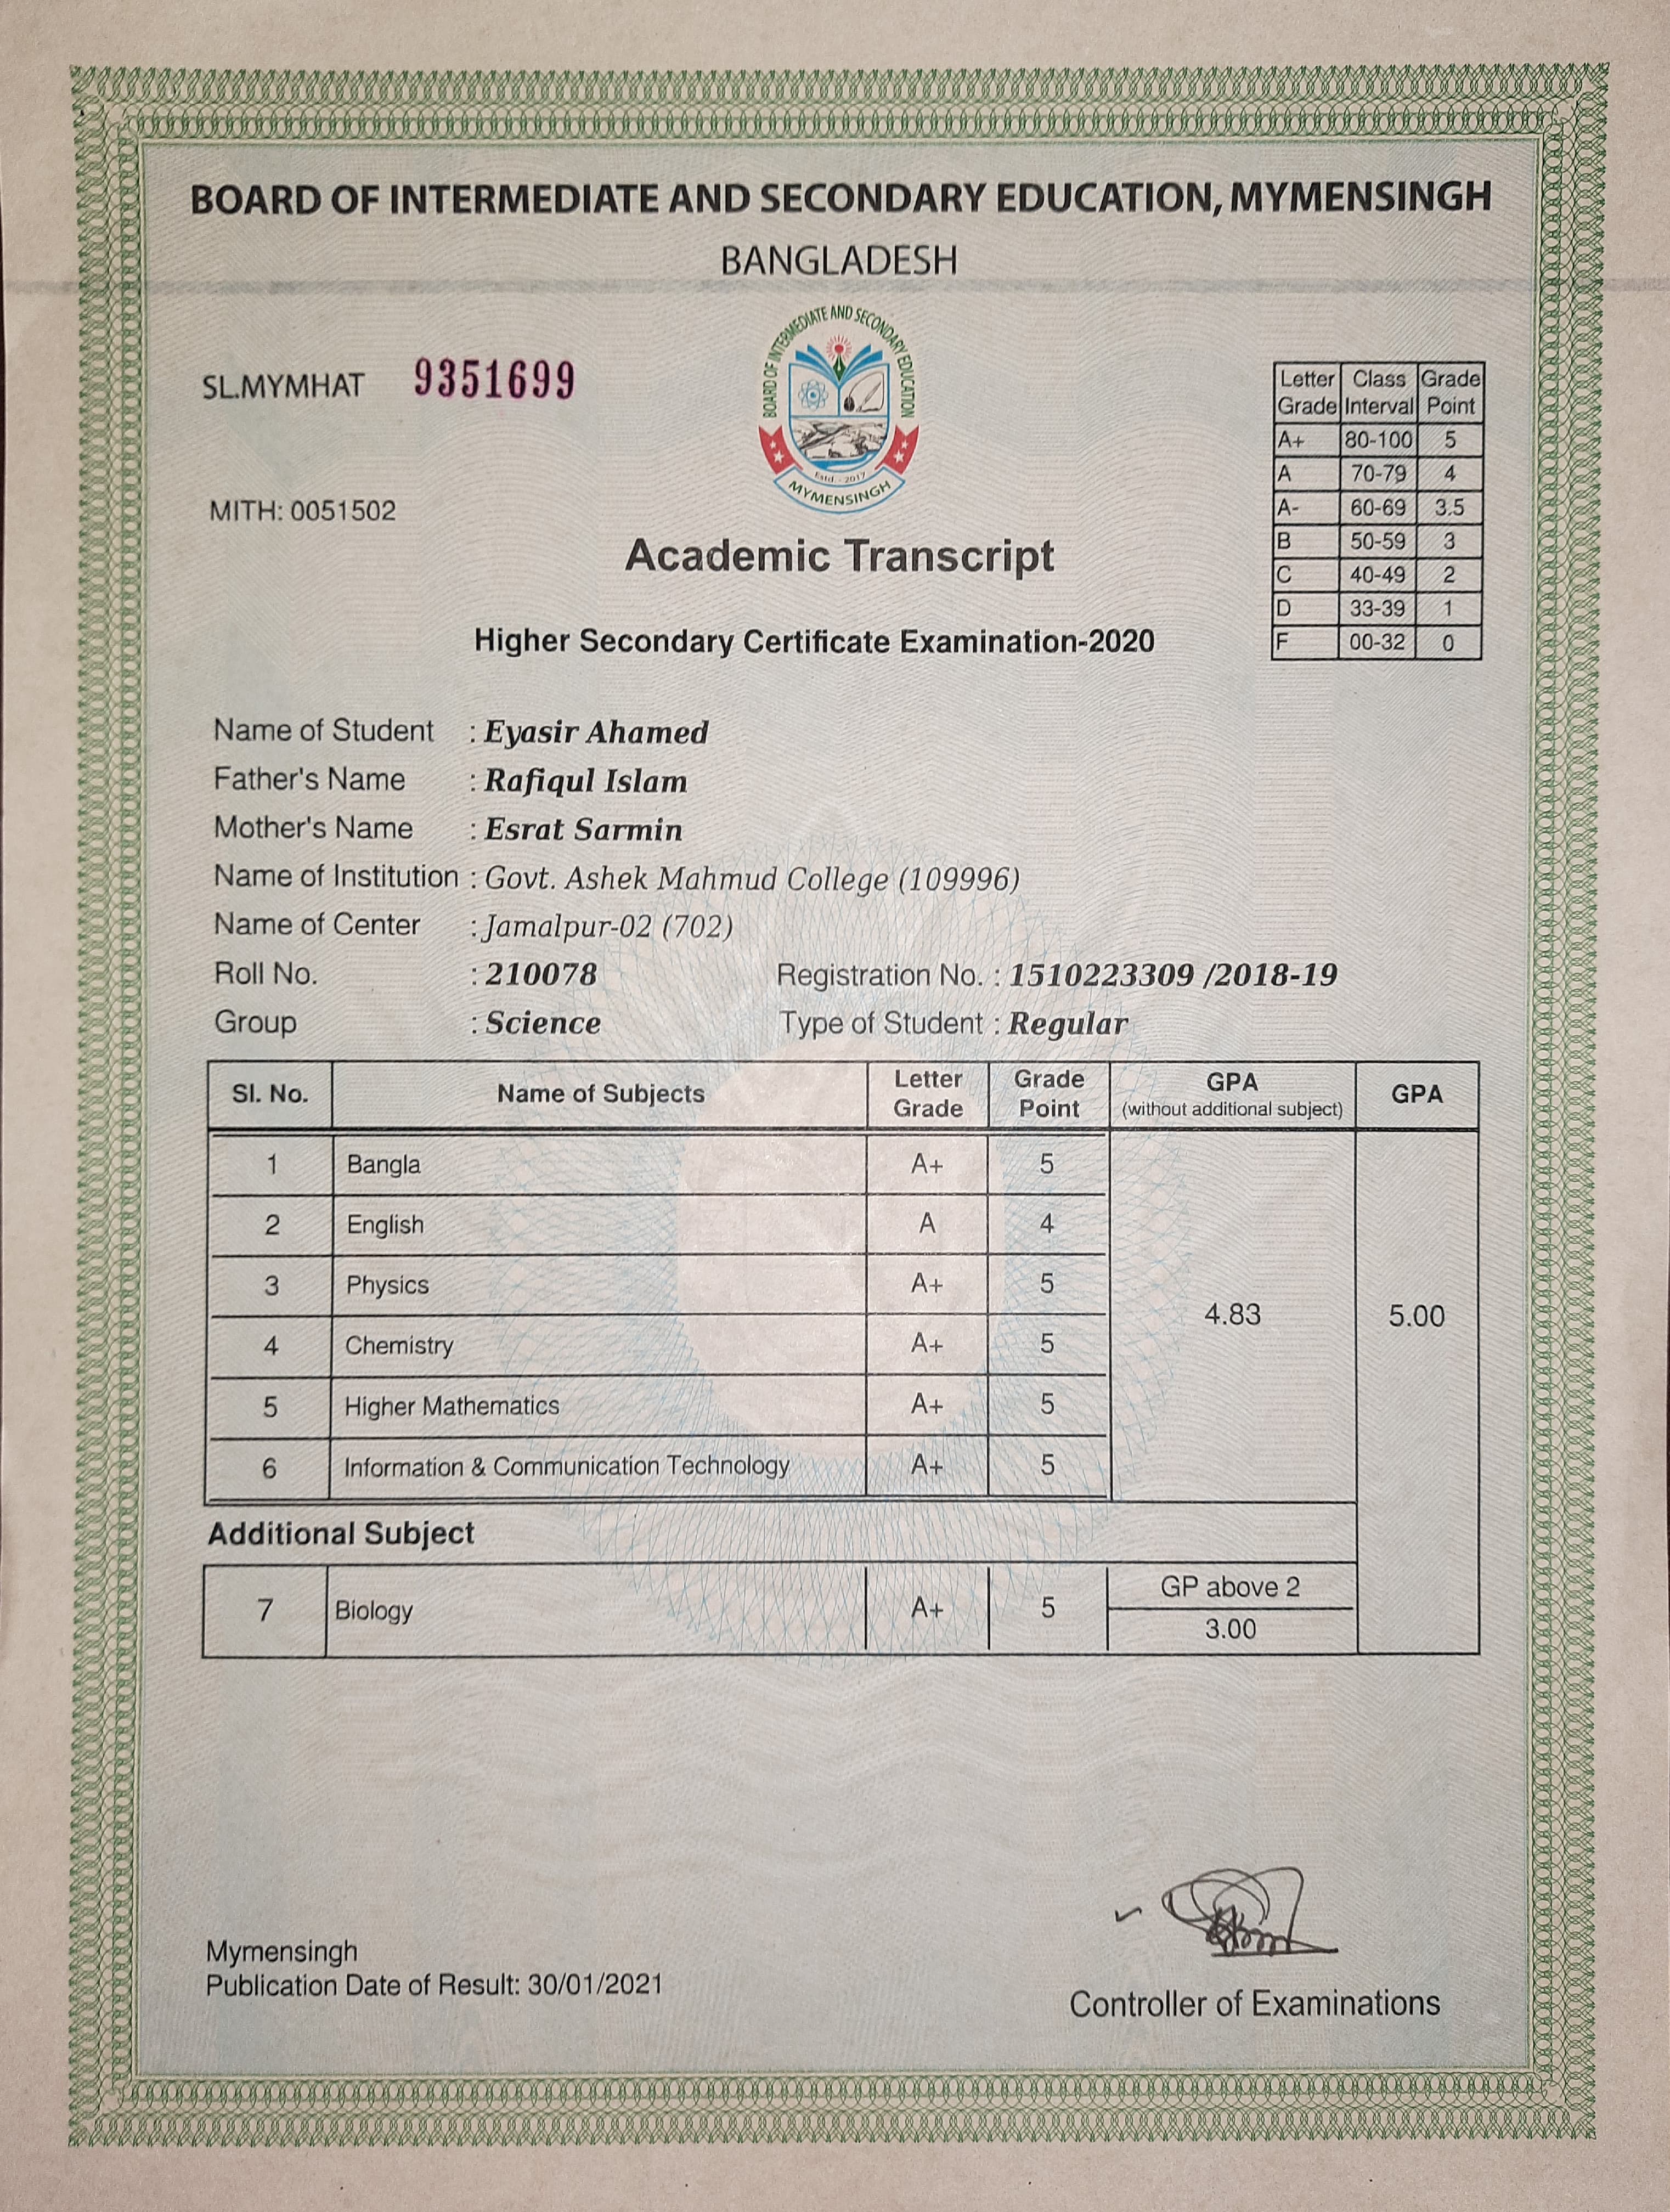 BOARD OF INTERMEDIATE AND SECONDARY EDUCATION, MYMENSINGH
BANGLADESH
BOARD OF INTERMEDIATE AND SECONDARY EDUCATION
Estd. - 2017
MYMENSINGH
SL.MYMHAT 9351699
MITH: 0051502
Letter Grade Class Interval Grade Point
A+ 80-100 5
A 70-79 4
A- 60-69 3.5
B 50-59 3
C 40-49 2
D 33-39 1
F 00-32 0
Academic Transcript
Higher Secondary Certificate Examination-2020
Name of Student : Eyasir Ahamed
Father's Name : Rafiqul Islam
Mother's Name : Esrat Sarmin
Name of Institution : Govt. Ashek Mahmud College (109996)
Name of Center : Jamalpur-02 (702)
Roll No. : 210078 Registration No. : 1510223309 /2018-19
Group : Science Type of Student : Regular
Sl. No. Name of Subjects Letter Grade Grade Point GPA (without additional subject) GPA
1 Bangla A+ 5
2 English A 4
3 Physics A+ 5
4.83 5.00
4 Chemistry A+ 5
5 Higher Mathematics A+ 5
6 Information & Communication Technology A+ 5
Additional Subject
7 Biology A+ 5 GP above 2
3.00
Mymensingh
Publication Date of Result: 30/01/2021
Controller of Examinations